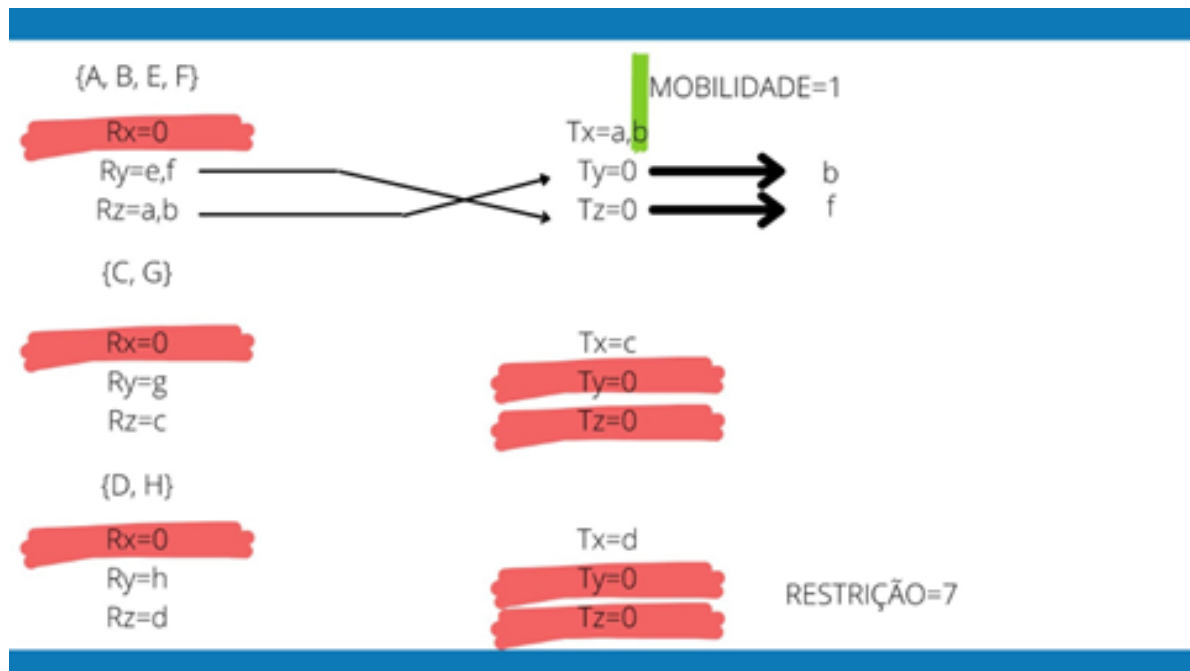 {A, B, E, F}
MOBILIDADE=1
Rx=0
Tx=a,b
Ry=e,f
Ty=0
b
Rz=a,b
Tz=0
f
{C, G}
Rx=0
Tx=c
Ry=g
Ty=0
Rz=c
Tz=0
{D, H}
Rx=0
Tx=d
Ry=h
Ty=0
RESTRIÇÃO=7
Rz=d
Tz=0